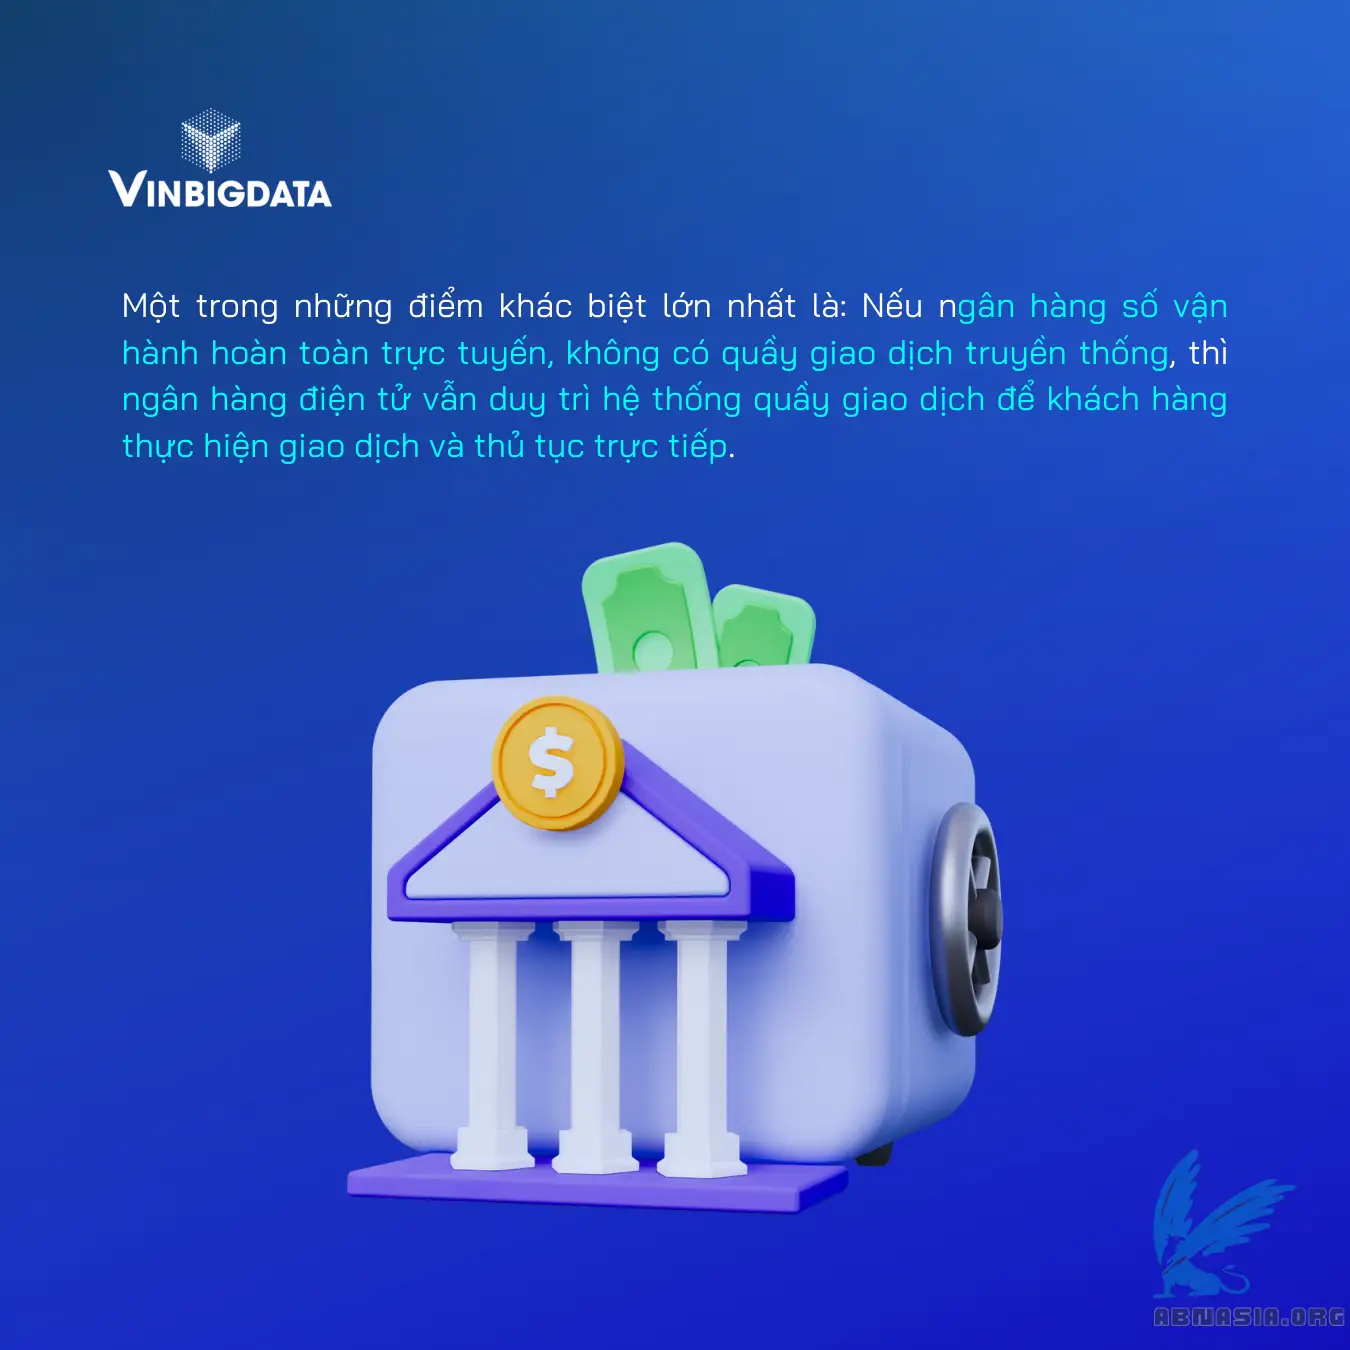 VINBIGDATA
Một trong những điểm khác biệt lớn nhất là: Nếu ngân hàng số vận
hành hoàn toàn trực tuyến, không có quầy giao dịch truyền thống, thì
ngân hàng điện tử vẫn duy trì hệ thống quầy giao dịch để khách hàng
thực hiện giao dịch và thủ tục trực tiếp.
$
ABNASIA.ORG